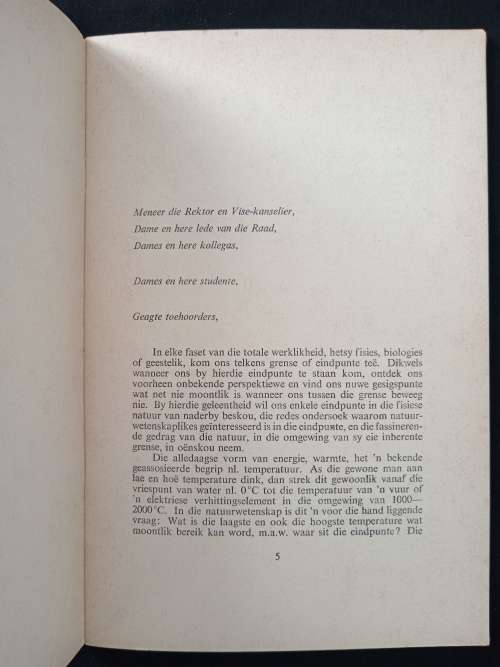 Meneer die Rektor en Vise-kanselier,
Dame en here lede van die Raad,
Dames en here kollegas,
Dames en here studente,
Geagte toehoorders,
In elke faset van die totale werklikheid, hetsy fisies, biologies
of geestelik, kom ons telkens grense of eindpunte teë. Dikwels
wanneer ons by hierdie eindpunte te staan kom, ontdek ons
voorheen onbekende perspektiewe en vind ons nuwe gesigspunte
wat net nie moontlik is wanneer ons tussen die grense beweeg
nie. By hierdie geleentheid wil ons enkele eindpunte in die fisiese
natuur van naderby beskou, die redes ondersoek waarom natuur-
wetenskaplikes geïnteresseerd is in die eindpunte, en die fassineren-
de gedrag van die natuur, in die omgewing van sy eie inherente
grense, in oënskou neem.
Die alledaagse vorm van energie, warmte, het 'n bekende
geassosieerde begrip nl. temperatuur. As die gewone man aan
lae en hoë temperature dink, dan strek dit gewoonlik vanaf die
vriespunt van water nl. 0°C tot die temperatuur van 'n vuur of
'n elektriese verhittingselement in die omgewing van 1000—
2000°C. In die natuurwetenskap is dit 'n voor die hand liggende
vraag: Wat is die laagste en ook die hoogste temperature wat
moontlik bereik kan word, m.a.w. waar sit die eindpunte? Die
5